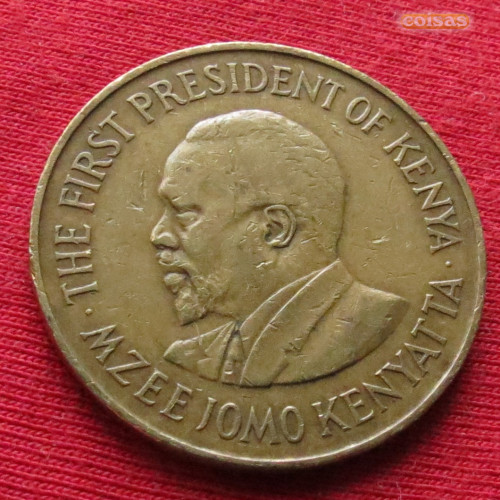 coisas
· THE FIRST PRESIDENT OF KENYA ·
MZEE JOMO KENYATTA